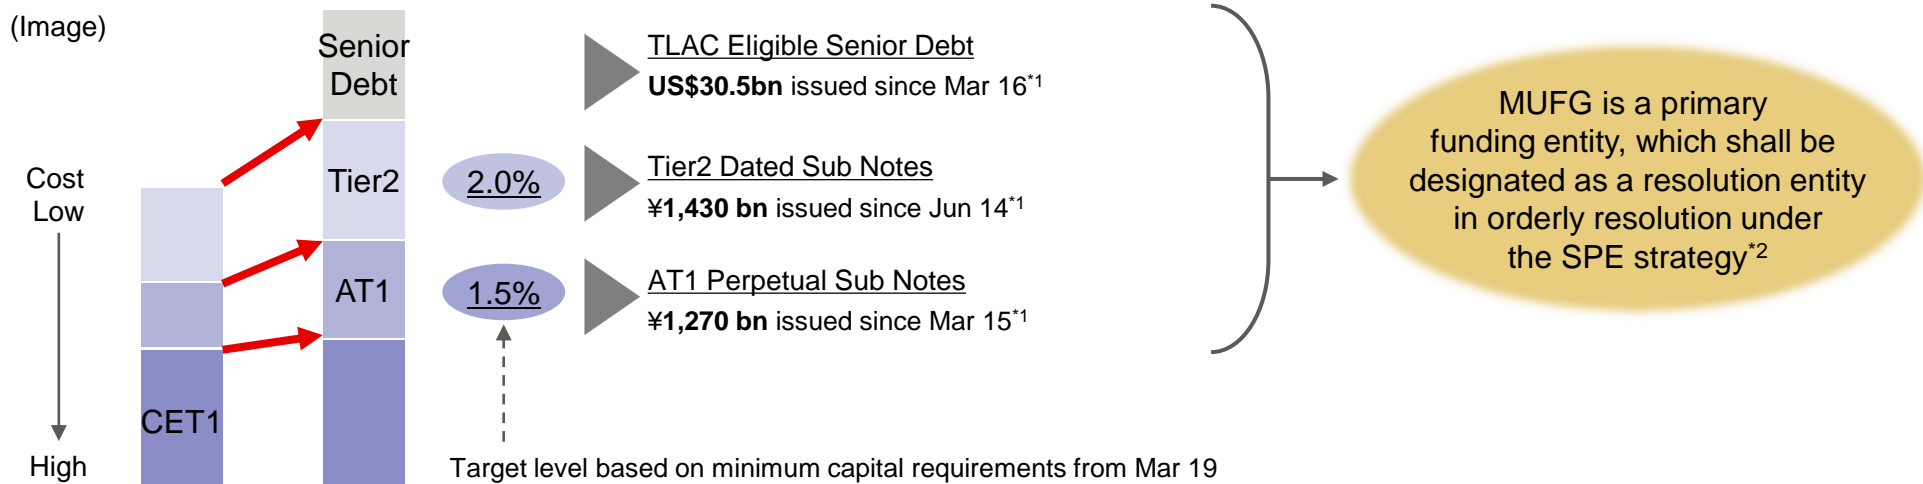 (Image)
Cost
Low
High
CET1
Senior
Debt
Tier2
AT1
2.0%
1.5%
TLAC Eligible Senior Debt
US$30.5bn issued since Mar 16*1
Tier2 Dated Sub Notes
¥1,430 bn issued since Jun 14*1
AT1 Perpetual Sub Notes
¥1,270 bn issued since Mar 15*1
Target level based on minimum capital requirements from Mar 19
MUFG is a primary
funding entity, which shall be
designated as a resolution entity
in orderly resolution under
the SPE strategy*2